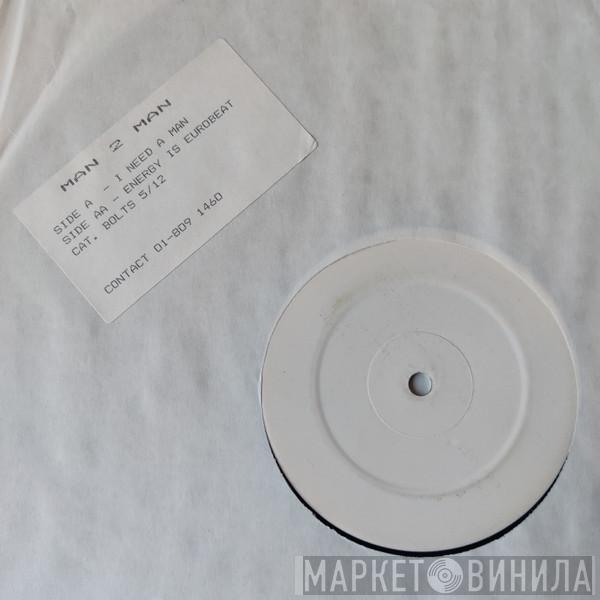 MAN 2 MAN
SIDE A - I NEED A MAN
SIDE AA - ENERGY IS EUROBEAT
CAT. BOLTS 5/12
CONTACT 01-809 1460
МАРКЕТ ВИНИЛА